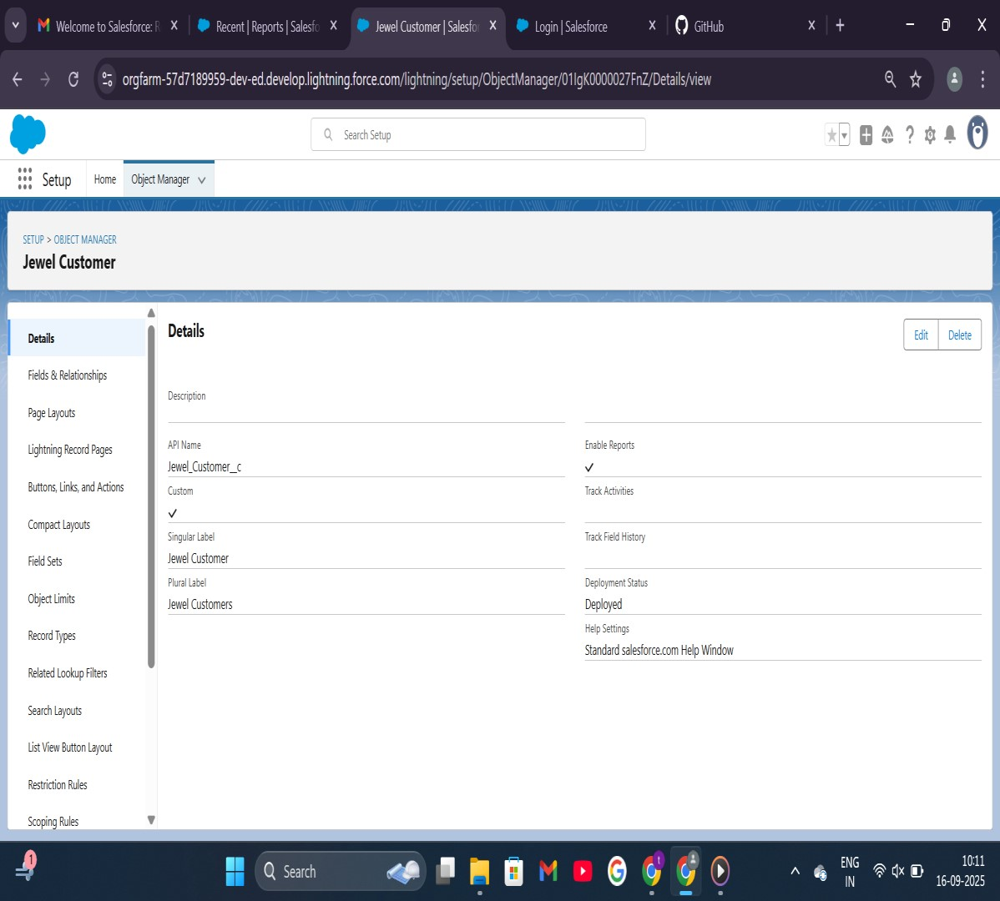 Welcome to Salesforce: R
Recent | Reports | Salesfo
Jewel Customer | Salesfor
Login | Salesforce
GitHub
orgfarm-57d7189959-dev-ed.develop.lightning.force.com/lightning/setup/ObjectManager/01IgK0000027FnZ/Details/view
Search Setup
Setup
Home
Object Manager
SETUP > OBJECT MANAGER
Jewel Customer
Details
Fields & Relationships
Page Layouts
Lightning Record Pages
Buttons, Links, and Actions
Compact Layouts
Field Sets
Object Limits
Record Types
Related Lookup Filters
Search Layouts
List View Button Layout
Restriction Rules
Scoping Rules
Details
Edit
Delete
Description
API Name
Jewel_Customer__c
Custom
Singular Label
Jewel Customer
Plural Label
Jewel Customers
Enable Reports
Track Activities
Track Field History
Deployment Status
Deployed
Help Settings
Standard salesforce.com Help Window
1
Search
t
ENG
IN
10:11
16-09-2025